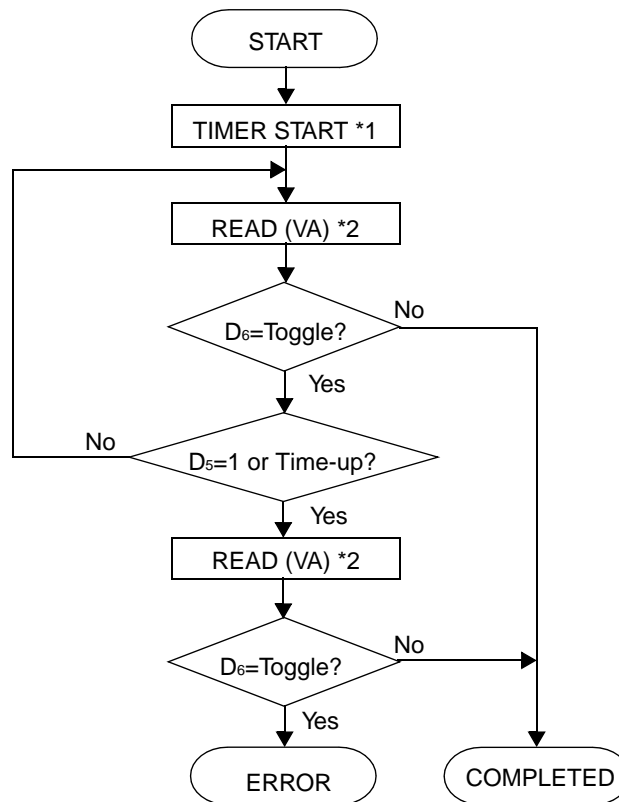 START
TIMER START *1
READ (VA) *2
D₆=Toggle?
No
Yes
No
D₅=1 or Time-up?
Yes
READ (VA) *2
No
D₆=Toggle?
Yes
ERROR
COMPLETED